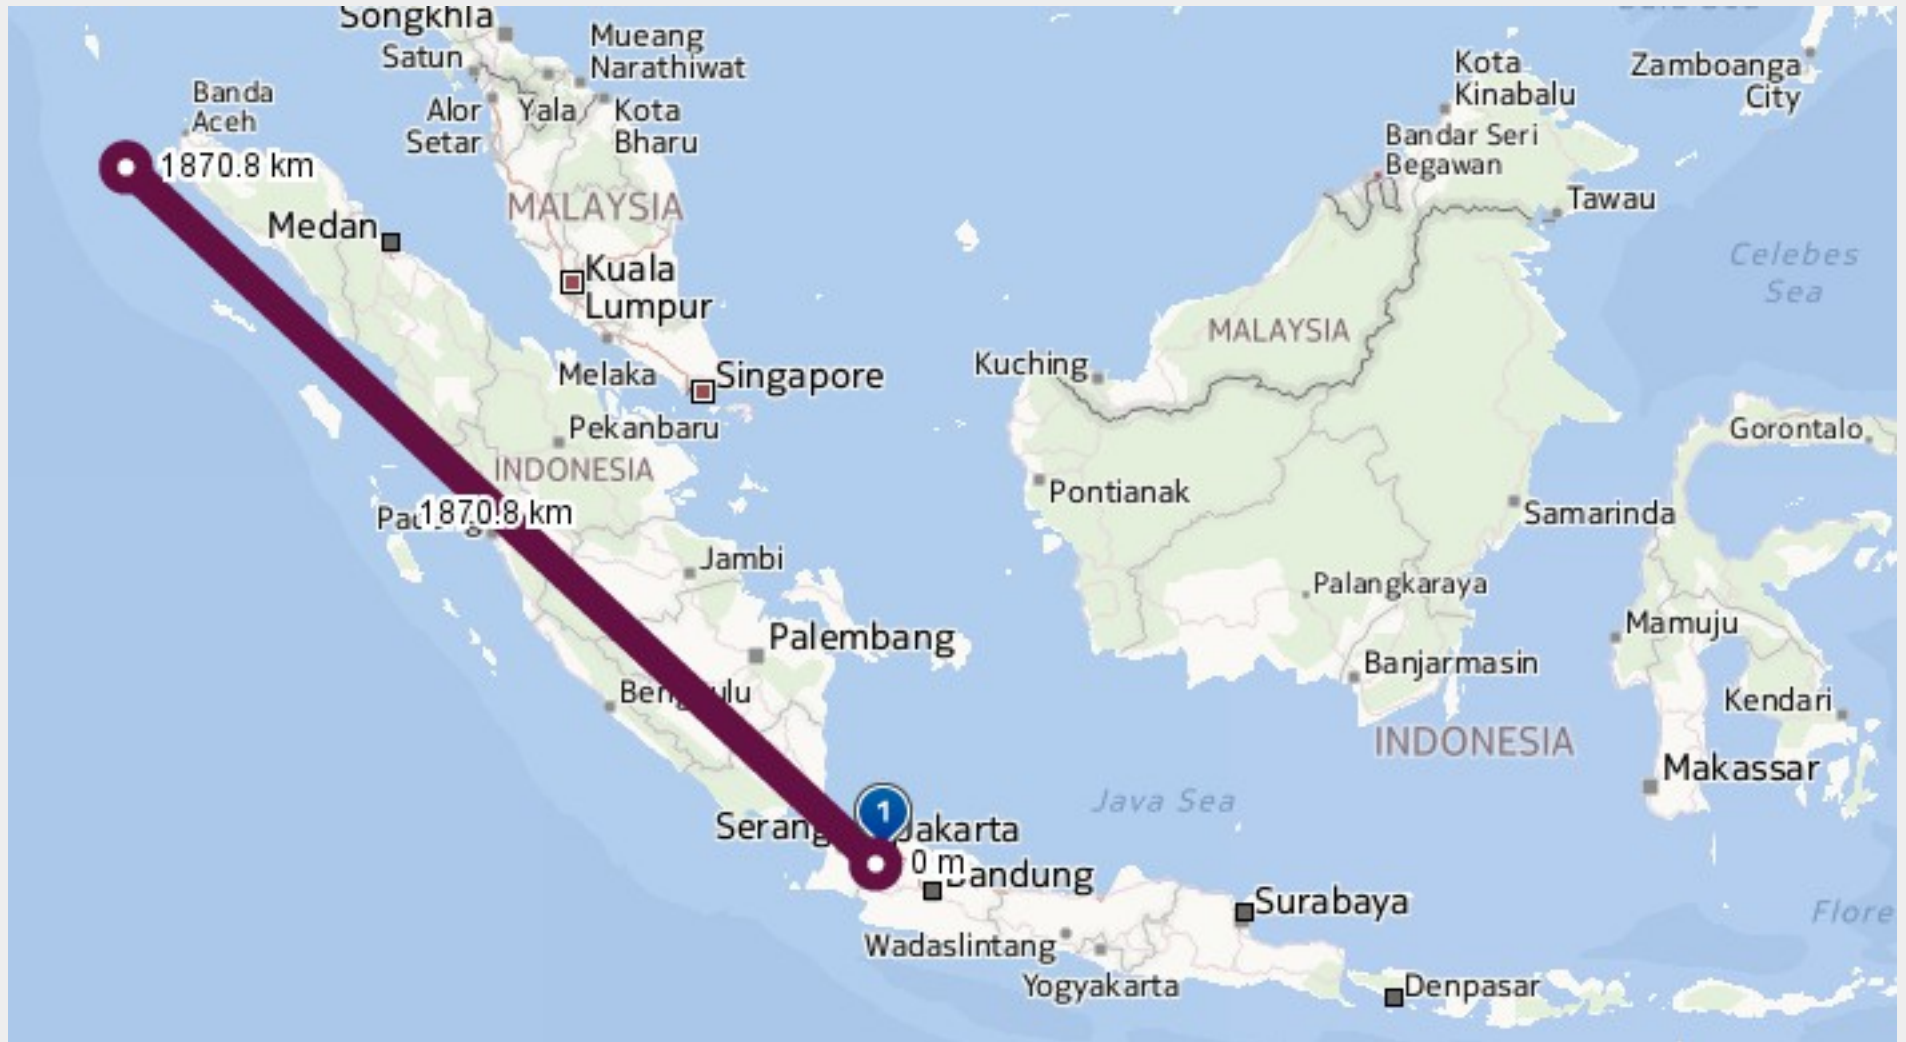 Songkhla
Mueang
Narathiwat
Satun
Kota
Kinabalu
Zamboanga
City
Banda
Aceh
Alor
Setar
Yala
Kota
Bharu
Bandar Seri
Begawan
1870.8 km
MALAYSIA
Tawau
Medan
Celebes
Sea
Kuala
Lumpur
MALAYSIA
Kuching
Melaka
Singapore
Pekanbaru
Gorontalo
INDONESIA
Pontianak
1870.8 km
Samarinda
Jambi
Palangkaraya
Mamuju
Palembang
Banjarmasin
Kendari
INDONESIA
Makassar
Java Sea
1
Serang
Jakarta
0 m
Bandung
Surabaya
Flore
Wadaslintang
Yogyakarta
Denpasar